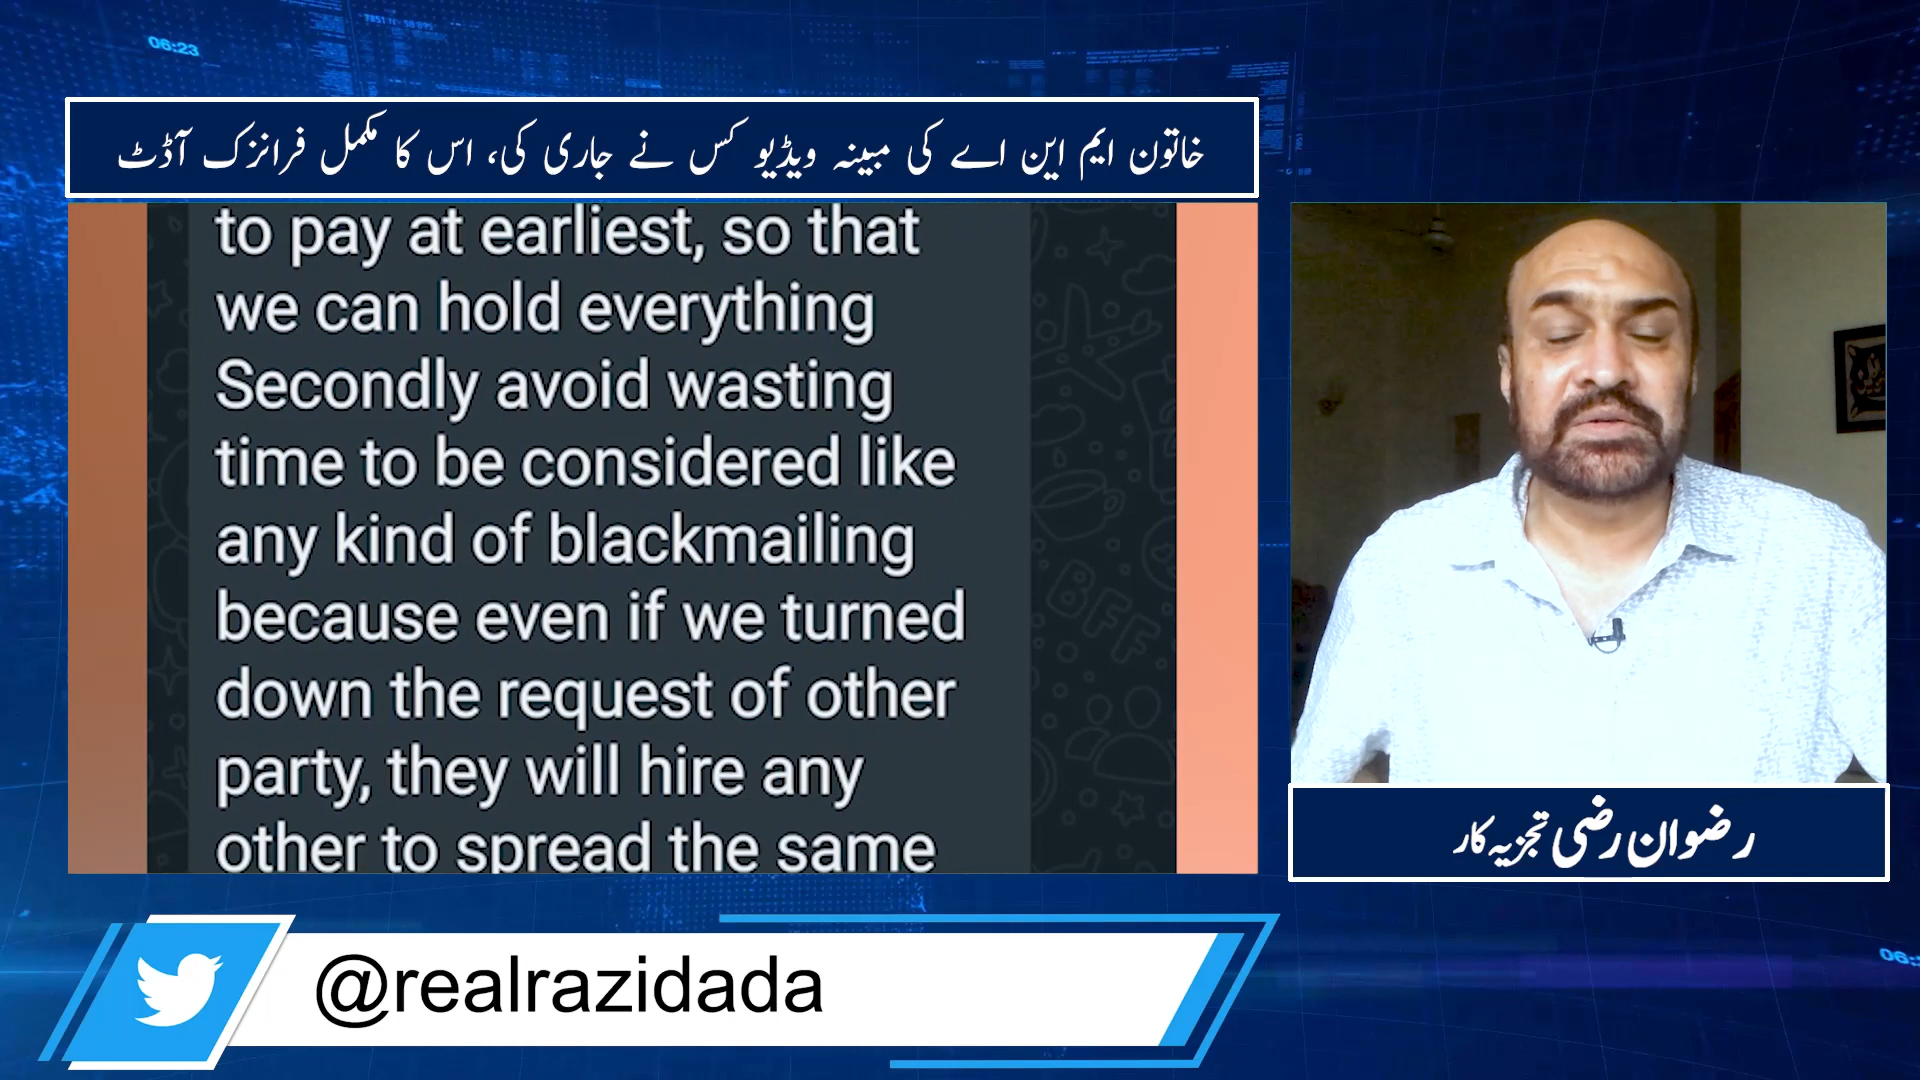 06:23
خاتون ایم این اے کی مبینہ ویڈیو کس نے جاری کی، اس کا مکمل فرانزک آڈٹ
to pay at earliest, so that
we can hold everything
Secondly avoid wasting
time to be considered like
any kind of blackmailing
because even if we turned
down the request of other
party, they will hire any
other to spread the same
BFF
رضوان رضی تجزیہ کار
@realrazidada